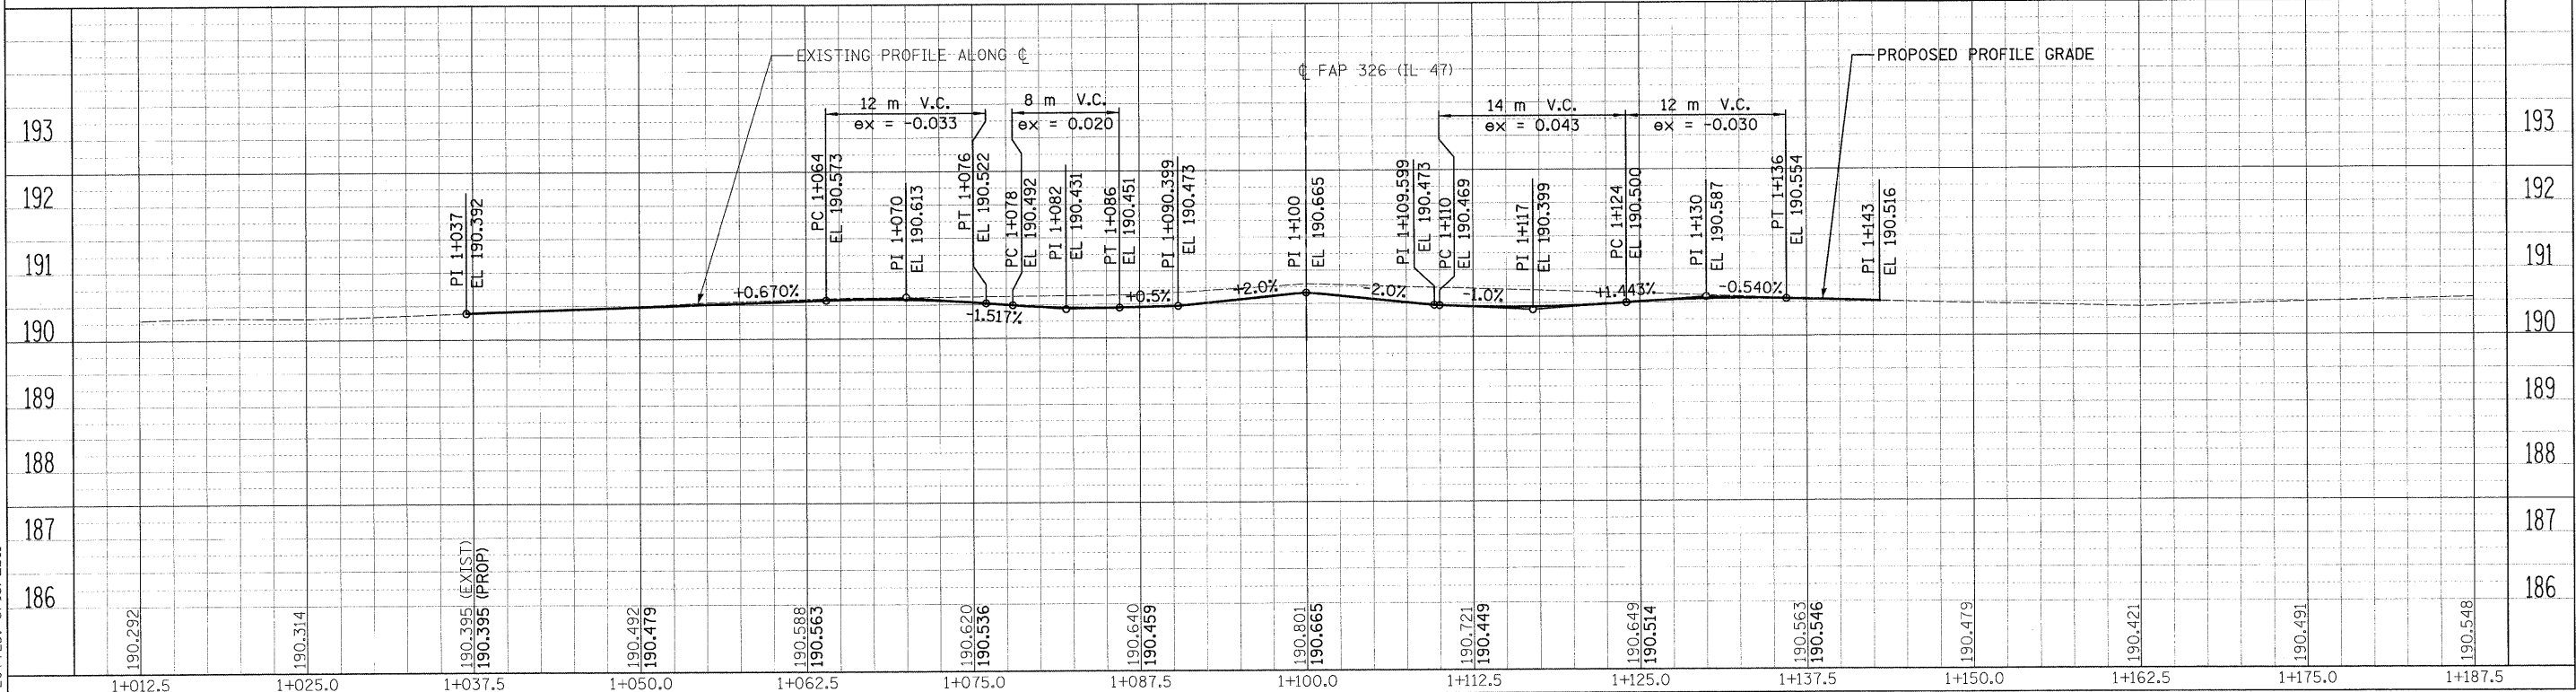 EXISTING PROFILE ALONG ℄
℄ FAP 326 (IL 47)
PROPOSED PROFILE GRADE
12 m V.C.
ex = -0.033
8 m V.C.
ex = 0.020
14 m V.C.
ex = 0.043
12 m V.C.
ex = -0.030
PI 1+037
EL 190.392
PC 1+064
EL 190.573
PI 1+070
EL 190.613
PT 1+076
EL 190.522
PC 1+078
EL 190.492
PI 1+082
EL 190.431
PT 1+086
EL 190.451
PI 1+090.399
EL 190.473
PI 1+100
EL 190.665
PI 1+109.599
EL 190.473
PC 1+110
EL 190.469
PI 1+117
EL 190.399
PC 1+124
EL 190.500
PI 1+130
EL 190.587
PT 1+136
EL 190.554
PI 1+143
EL 190.516
+0.670%
-1.517%
+0.5%
+2.0%
-2.0%
-1.0%
+1.443%
-0.540%
193 193
192 192
191 191
190 190
189 189
188 188
187 187
186 186
190.292
190.314
190.395 (EXIST)
190.395 (PROP)
190.492
190.479
190.588
190.563
190.620
190.536
190.640
190.459
190.801
190.665
190.721
190.449
190.649
190.514
190.563
190.546
190.479
190.421
190.491
190.548
1+012.5 1+025.0 1+037.5 1+050.0 1+062.5 1+075.0 1+087.5 1+100.0 1+112.5 1+125.0 1+137.5 1+150.0 1+162.5 1+175.0 1+187.5